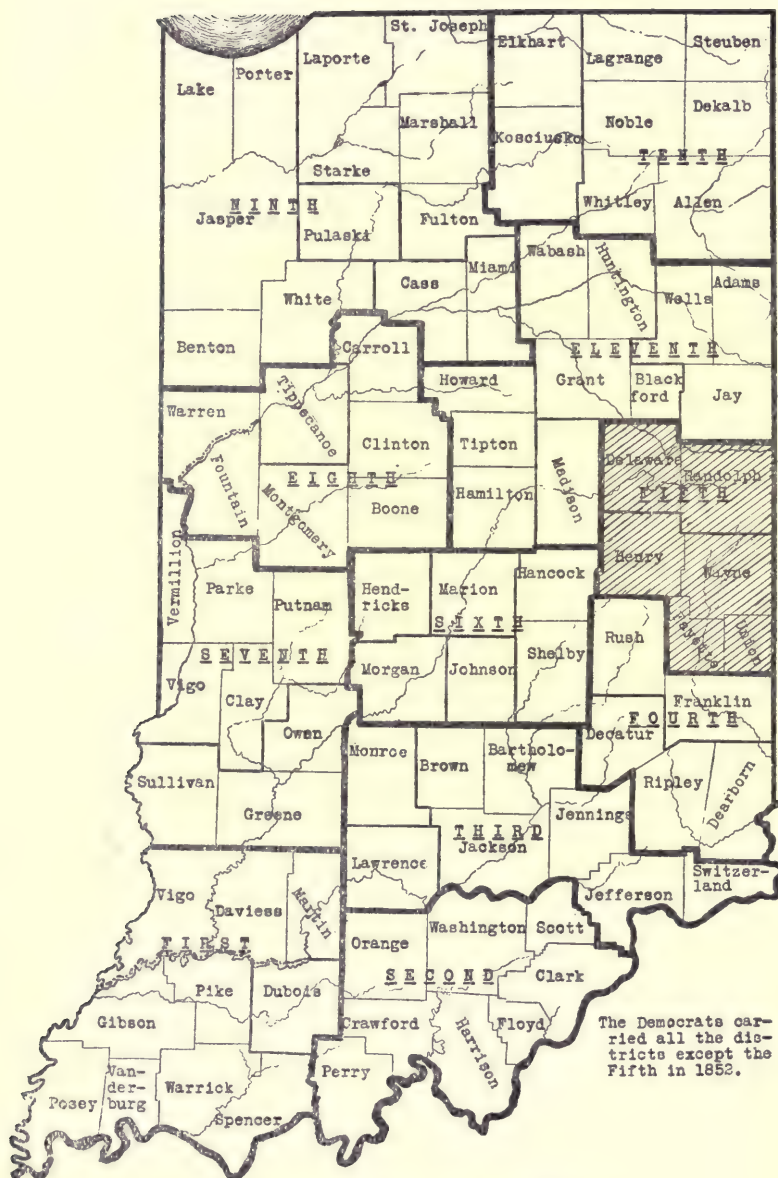 St. Joseph
Elkhart
Lagrange
Steuben
Lake
Porter
Laporte
Marshall
Kosciusko
Noble
Dekalb
TENTH
Starke
NINTH
Jasper
Pulaski
Fulton
Whitley
Allen
Wabash
Huntington
Miami
Cass
White
Wells
Adams
Benton
Carroll
ELEVENTH
Grant
Black
ford
Jay
Howard
Warren
Tippecanoe
Clinton
Tipton
Madison
Delaware
Randolph
FIFTH
Fountain
EIGHTH
Montgomery
Boone
Hamilton
Henry
Wayne
Vermillion
Parke
Putnam
Hend-
ricks
Marion
SIXTH
Hancock
Fayette
Union
Rush
SEVENTH
Vigo
Clay
Owen
Morgan
Johnson
Shelby
Franklin
FOURTH
Decatur
Monroe
Brown
Bartholo-
mew
Ripley
Dearborn
Sullivan
Greene
THIRD
Jackson
Jennings
Lawrence
Switzer-
land
Jefferson
Vigo
Daviess
Martin
FIRST
Orange
Washington
Scott
SECOND
Clark
Pike
Dubois
Gibson
Crawford
Harrison
Floyd
Perry
Posey
Van-
der-
burg
Warrick
Spencer
The Democrats car-
ried all the dis-
tricts except the
Fifth in 1852.